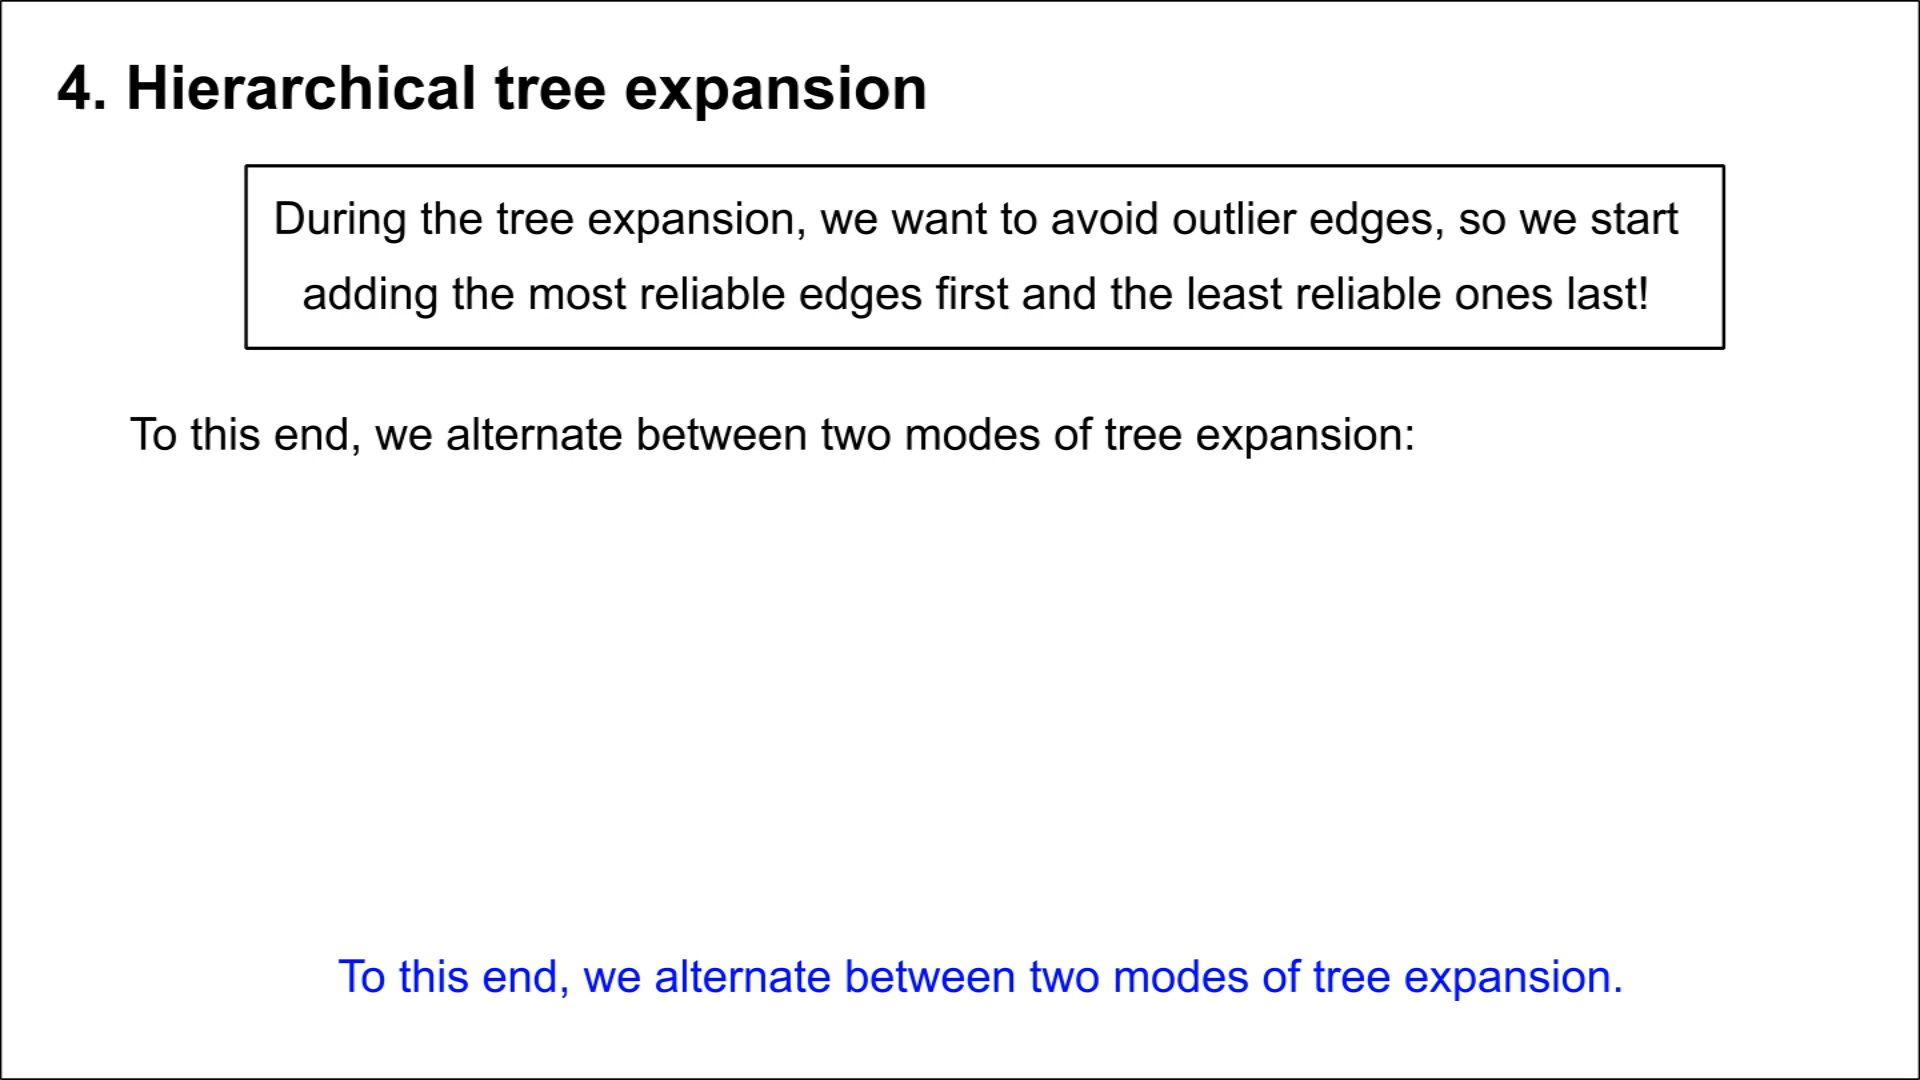 4. Hierarchical tree expansion
During the tree expansion, we want to avoid outlier edges, so we start
adding the most reliable edges first and the least reliable ones last!
To this end, we alternate between two modes of tree expansion:
To this end, we alternate between two modes of tree expansion.